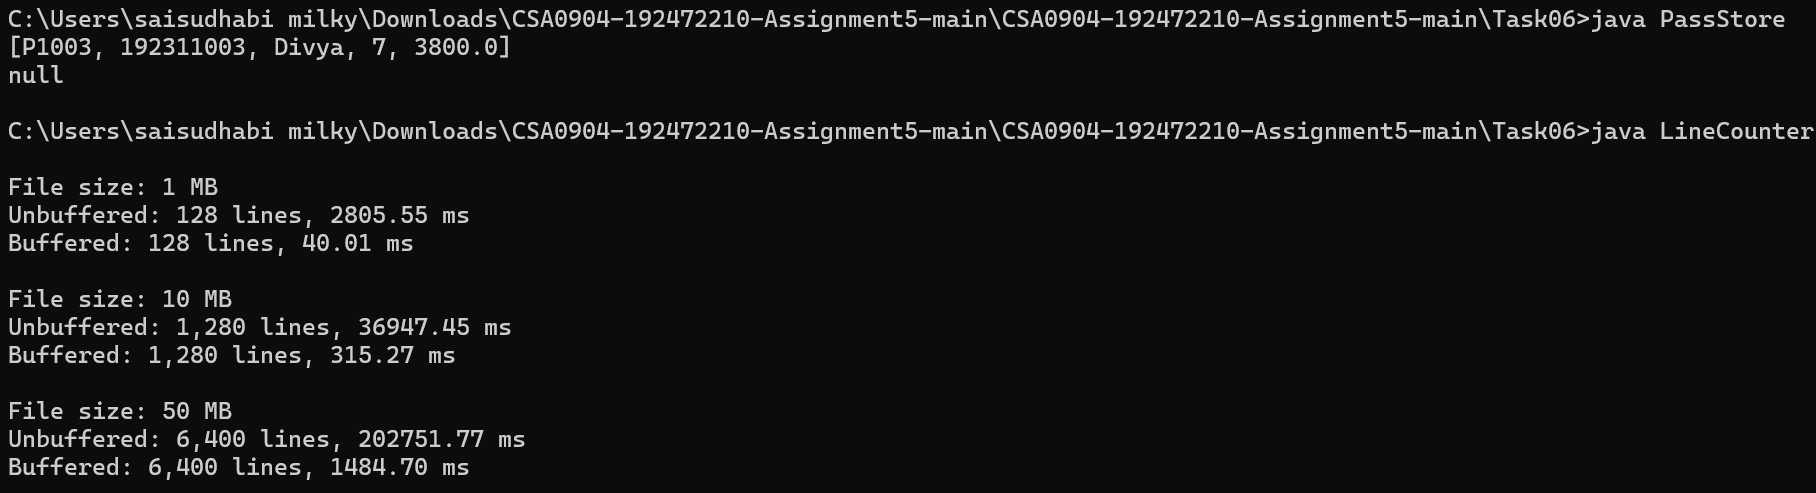 C:\Users\saisudhabi milky\Downloads\CSA0904-192472210-Assignment5-main\CSA0904-192472210-Assignment5-main\Task06>java PassStore
[P1003, 192311003, Divya, 7, 3800.0]
null
C:\Users\saisudhabi milky\Downloads\CSA0904-192472210-Assignment5-main\CSA0904-192472210-Assignment5-main\Task06>java LineCounter
File size: 1 MB
Unbuffered: 128 lines, 2805.55 ms
Buffered: 128 lines, 40.01 ms
File size: 10 MB
Unbuffered: 1,280 lines, 36947.45 ms
Buffered: 1,280 lines, 315.27 ms
File size: 50 MB
Unbuffered: 6,400 lines, 202751.77 ms
Buffered: 6,400 lines, 1484.70 ms